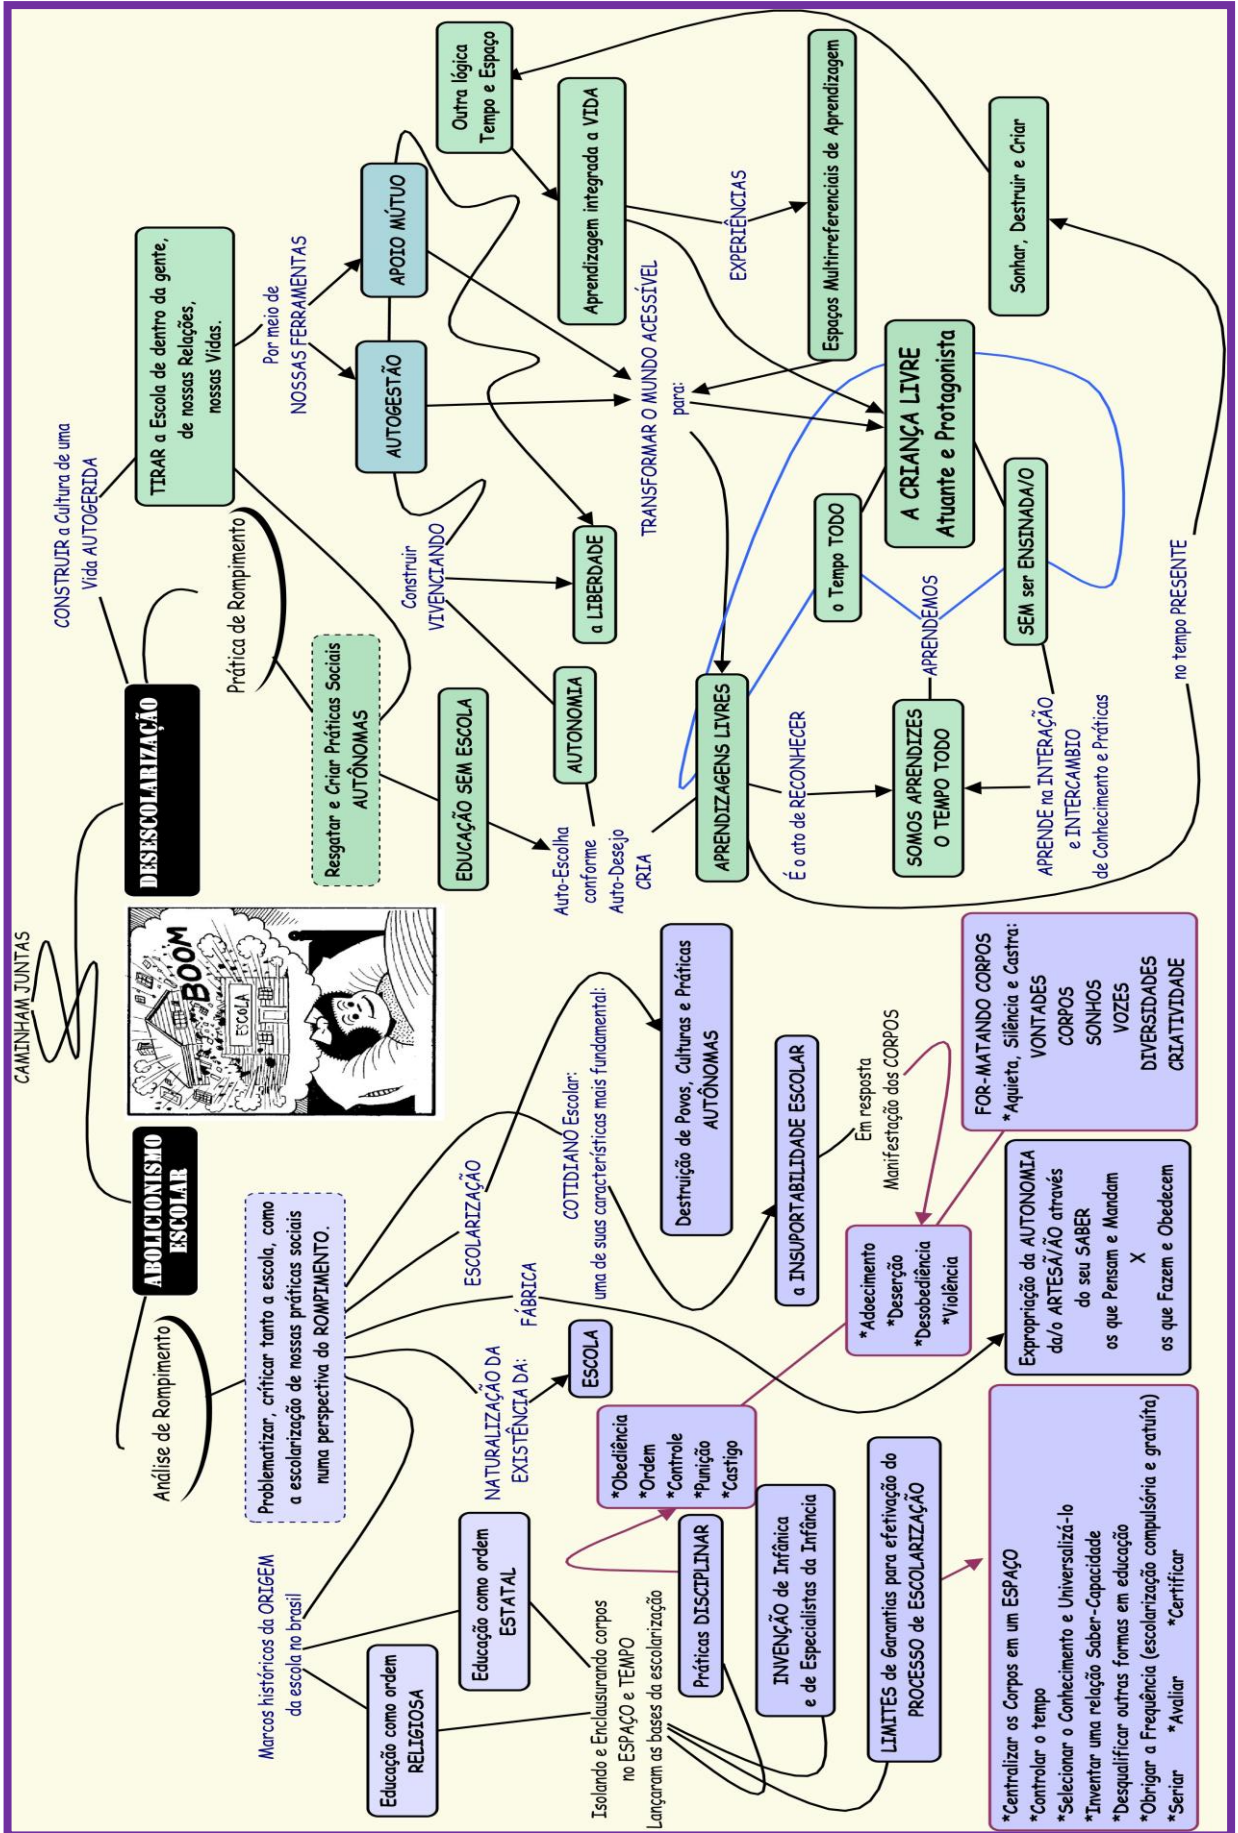 CAMINHAM JUNTAS
ABOLICIONISMO
ESCOLAR
Análise de Rompimento
Problematizar, críticar tanto a escola, como
a escolarização de nossas práticas sociais
numa perspectiva do ROMPIMENTO.
Marcos históricos da ORIGEM
da escola no brasil
Educação como ordem
RELIGIOSA
Educação como ordem
ESTATAL
Isolando e Enclausurando corpos
no ESPAÇO e TEMPO
Lançaram as bases da escolarização
Práticas DISCIPLINAR
*Obediência
*Ordem
*Controle
*Punição
*Castigo
INVENÇÃO de Infânica
e de Especialistas da Infância
LIMITES de Garantias para efetivação do
PROCESSO DE ESCOLARIZAÇÃO
*Centralizar os Corpos em um ESPAÇO
*Controlar o tempo
*Selecionar o Conhecimento e Universalizá-lo
*Inventar uma relação Saber-Capacidade
*Desqualificar outras formas em educação
*Obrigar a Frequência (escolarização compulsória e gratuíta)
*Seriar *Avaliar *Certificar
NATURALIZAÇÃO DA
EXISTÊNCIA DA:
ESCOLA
FÁBRICA
Expropriação da AUTONOMIA
da/o ARTESÃ/ÃO através
do seu SABER
os que Pensam e Mandam
X
os que Fazem e Obedecem
ESCOLARIZAÇÃO
Destruição de Povos, Culturas e Práticas
AUTÔNOMAS
COTIDIANO Escolar:
uma de suas características mais fundamental:
a INSUPORTABILIDADE ESCOLAR
Em resposta
Manifestação dos CORPOS
*Adoecimento
*Deserção
*Desobediência
*Violência
FOR-MATANDO CORPOS
*Aquieta, Silência e Castra:
VONTADES
CORPOS
SONHOS
VOZES
DIVERSIDADES
CRIATIVIDADE
BOOM
ESCOLA
DESESCOLARIZAÇÃO
Prática de Rompimento
Resgatar e Criar Práticas Sociais
AUTÔNOMAS
EDUCAÇÃO SEM ESCOLA
Auto-Escolha
conforme
Auto-Desejo
CRIA
CONSTRUIR a Cultura de uma
Vida AUTOGERIDA
TIRAR a Escola de dentro da gente,
de nossas Relações,
nossas Vidas.
Por meio de
NOSSAS FERRAMENTAS
AUTOGESTÃO
APOIO MÚTUO
Construir
VIVENCIANDO
AUTONOMIA
a LIBERDADE
TRANSFORMAR O MUNDO ACESSÍVEL
para:
APRENDIZAGENS LIVRES
É o ato de RECONHECER
SOMOS APRENDIZES
O TEMPO TODO
APRENDEMOS
o Tempo TODO
SEM ser ENSINADA/O
APRENDE na INTERAÇÃO
e INTERCAMBIO
de Conhecimento e Práticas
A CRIANÇA LIVRE
Atuante e Protagonista
Outra lógica
Tempo e Espaço
Aprendizagem integrada a VIDA
EXPERIÊNCIAS
Espaços Multirreferenciais de Aprendizagem
Sonhar, Destruir e Criar
no tempo PRESENTE